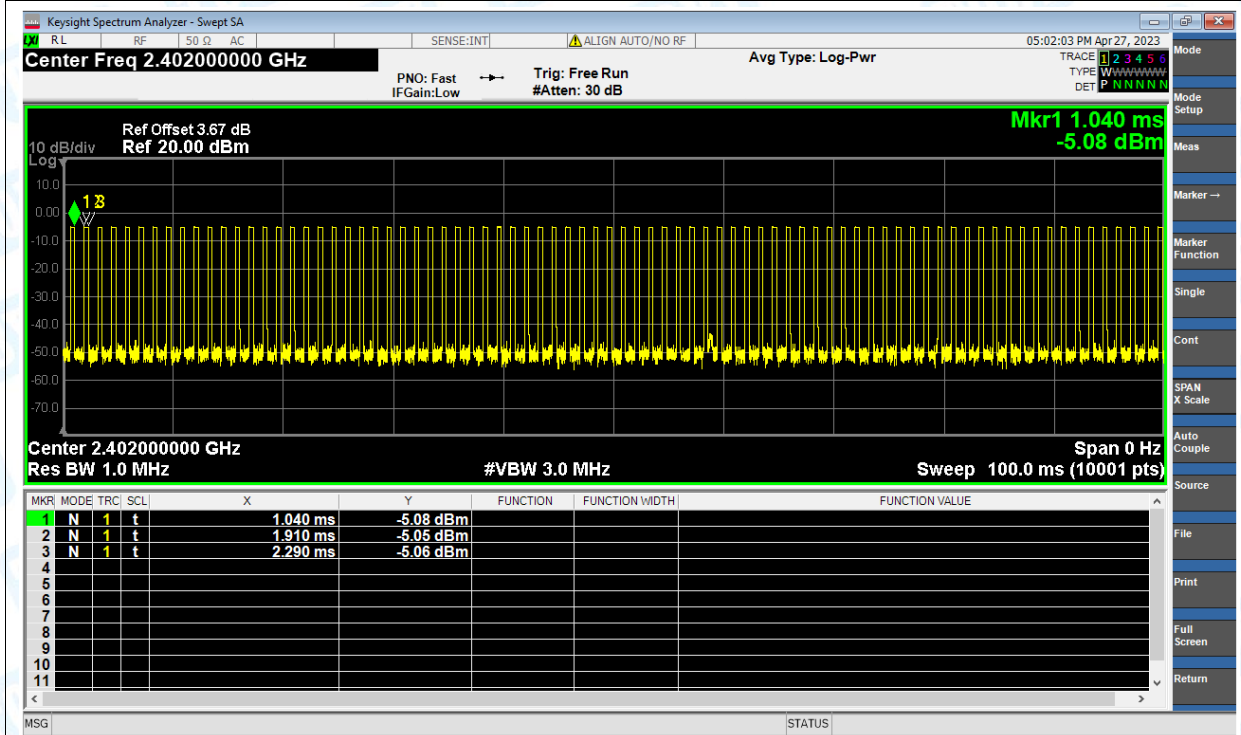 Keysight Spectrum Analyzer - Swept SA
LXI RL RF 50 Ω AC SENSE:INT ALIGN AUTO/NO RF 05:02:03 PM Apr 27, 2023
Center Freq 2.402000000 GHz Avg Type: Log-Pwr TRACE 1 2 3 4 5 6
PNO: Fast Trig: Free Run TYPE WWWWWW
IFGain:Low #Atten: 30 dB DET P N N N N N
Ref Offset 3.67 dB Mkr1 1.040 ms
10 dB/div Ref 20.00 dBm -5.08 dBm
Log
10.0
0.00
-10.0
-20.0
-30.0
-40.0
-50.0
-60.0
-70.0
1
Center 2.402000000 GHz Span 0 Hz
Res BW 1.0 MHz #VBW 3.0 MHz Sweep 100.0 ms (10001 pts)
MKR MODE TRC SCL X Y FUNCTION FUNCTION WIDTH FUNCTION VALUE
1 N 1 t 1.040 ms -5.08 dBm
2 N 1 t 1.910 ms -5.05 dBm
3 N 1 t 2.290 ms -5.06 dBm
4
5
6
7
8
9
10
11
MSG STATUS
Mode
Mode
Setup
Meas
Marker →
Marker
Function
Single
Cont
SPAN
X Scale
Auto
Couple
Source
File
Print
Full
Screen
Return